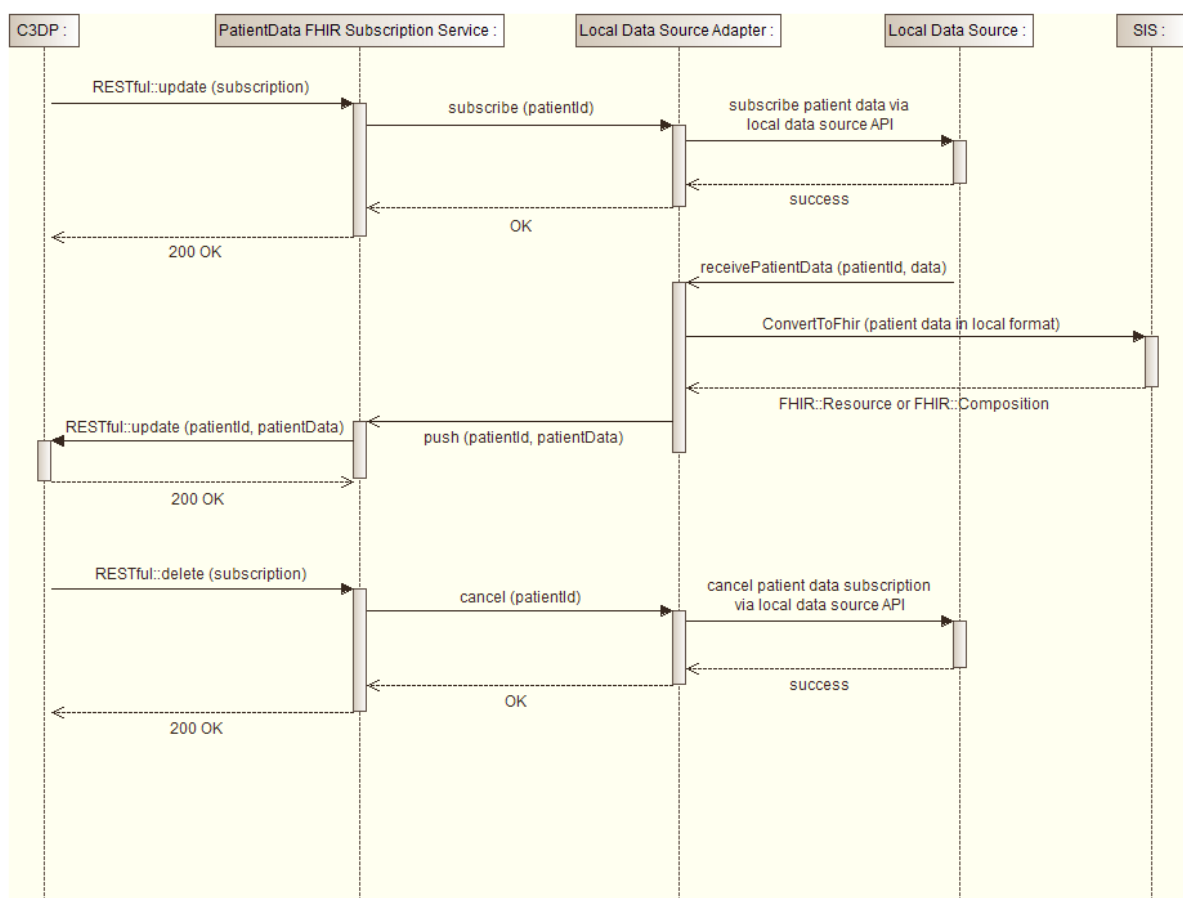 C3DP :
PatientData FHIR Subscription Service :
Local Data Source Adapter :
Local Data Source :
SIS :
RESTful::update (subscription)
subscribe (patientId)
subscribe patient data via
local data source API
success
OK
200 OK
receivePatientData (patientId, data)
ConvertToFhir (patient data in local format)
FHIR::Resource or FHIR::Composition
RESTful::update (patientId, patientData)
push (patientId, patientData)
200 OK
RESTful::delete (subscription)
cancel (patientId)
cancel patient data subscription
via local data source API
success
OK
200 OK